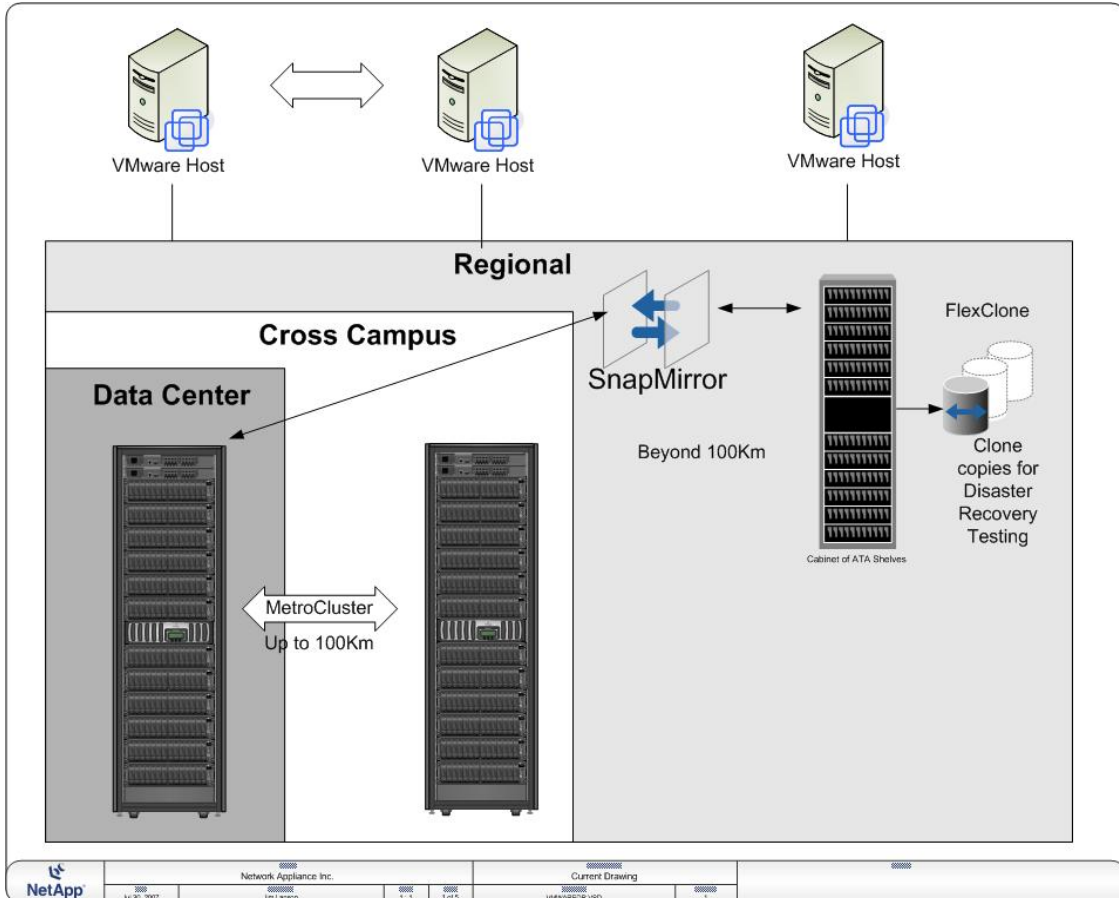 VMware Host
VMware Host
VMware Host
Regional
Cross Campus
Data Center
SnapMirror
FlexClone
Beyond 100Km
Clone
copies for
Disaster
Recovery
Testing
Cabinet of ATA Shelves
MetroCluster
Up to 100Km
NetApp
Network Appliance Inc.
Current Drawing